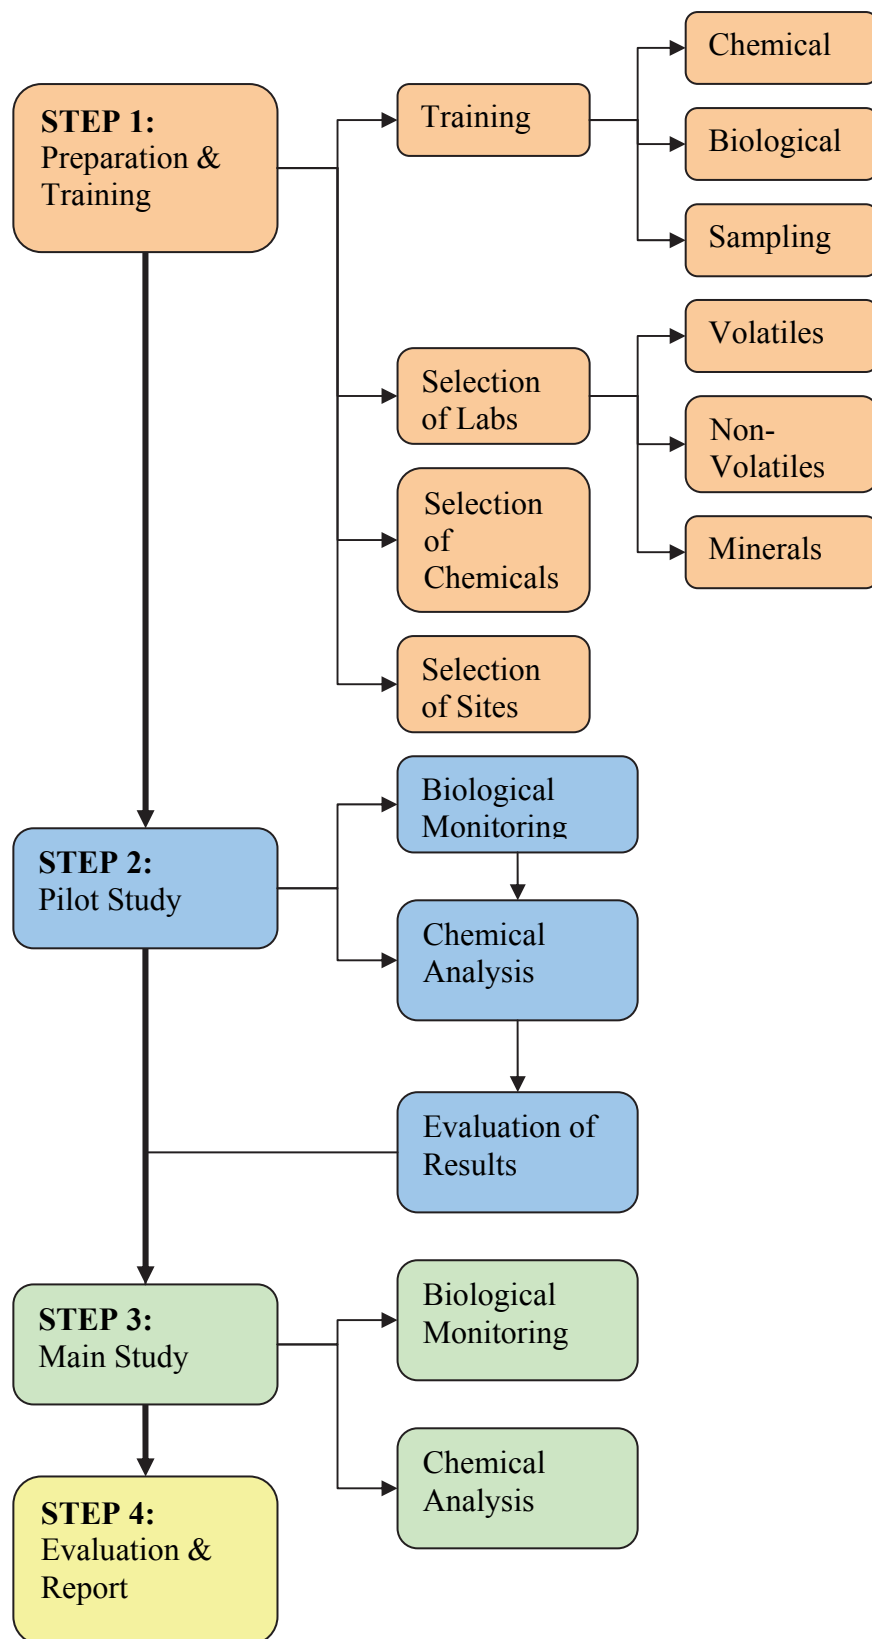 STEP 1:
Preparation &
Training
Training
Chemical
Biological
Sampling
Selection
of Labs
Volatiles
Non-
Volatiles
Minerals
Selection
of
Chemicals
Selection
of Sites
STEP 2:
Pilot Study
Biological
Monitoring
Chemical
Analysis
Evaluation of
Results
STEP 3:
Main Study
Biological
Monitoring
Chemical
Analysis
STEP 4:
Evaluation &
Report